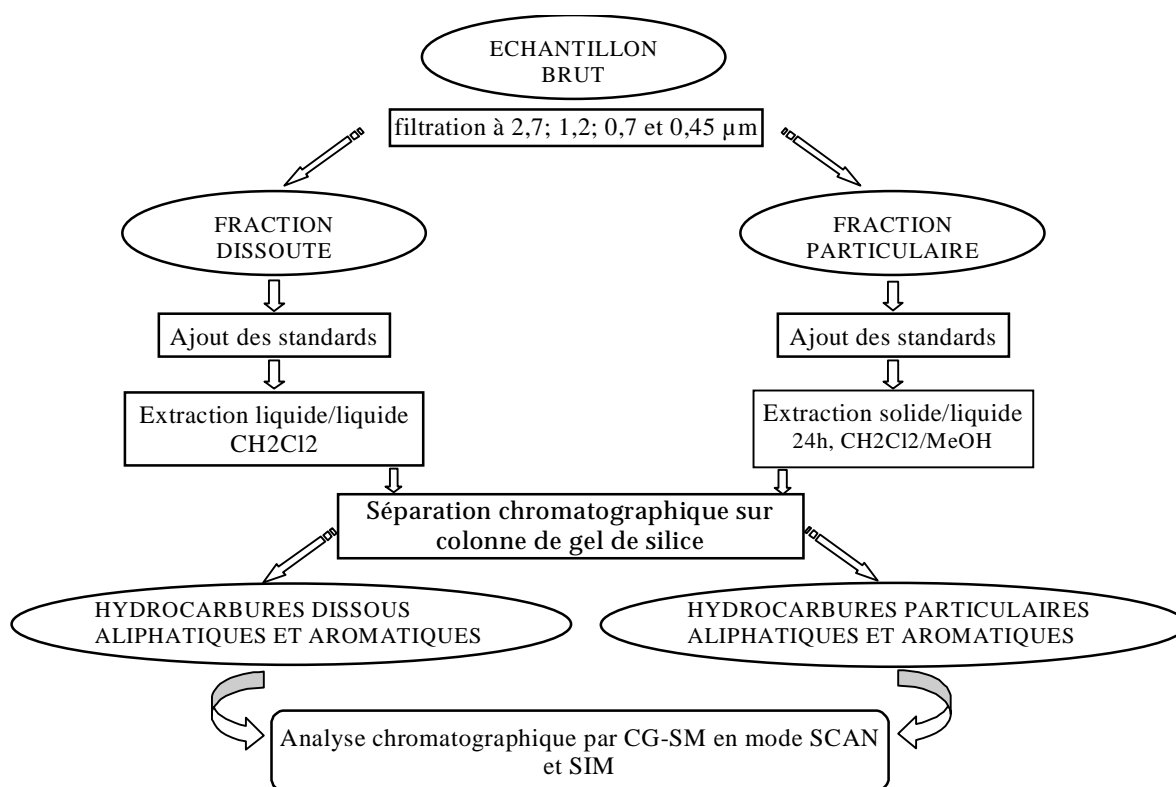 ECHANTILLON
BRUT
filtration à 2,7; 1,2; 0,7 et 0,45 µm
FRACTION
DISSOUTE
FRACTION
PARTICULAIRE
Ajout des standards
Ajout des standards
Extraction liquide/liquide
CH2Cl2
Extraction solide/liquide
24h, CH2Cl2/MeOH
Séparation chromatographique sur
colonne de gel de silice
HYDROCARBURES DISSOUS
ALIPHATIQUES ET AROMATIQUES
HYDROCARBURES PARTICULAIRES
ALIPHATIQUES ET AROMATIQUES
Analyse chromatographique par CG-SM en mode SCAN
et SIM